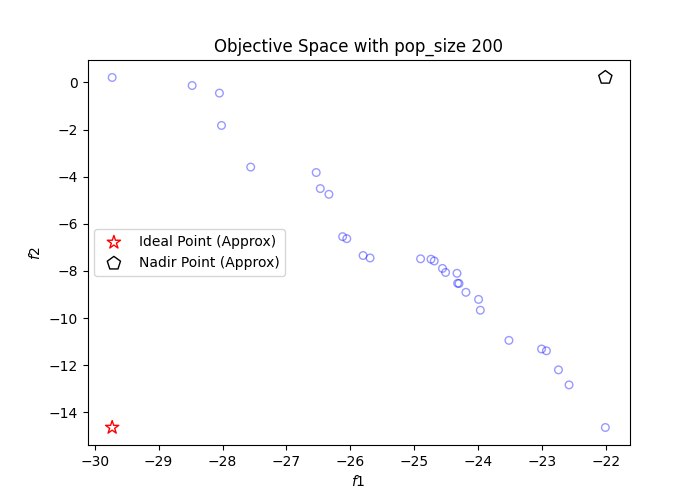 Objective Space with pop_size 200
f2
0
−2
−4
−6
−8
−10
−12
−14
Ideal Point (Approx)
Nadir Point (Approx)
−30 −29 −28 −27 −26 −25 −24 −23 −22
f1